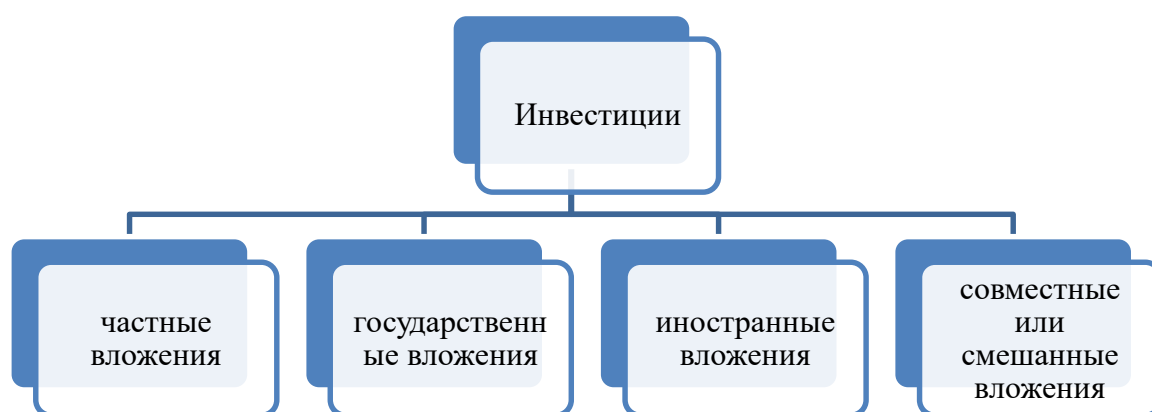 Инвестиции
частные
вложения
государственн
ые вложения
иностранные
вложения
совместные
или
смешанные
вложения